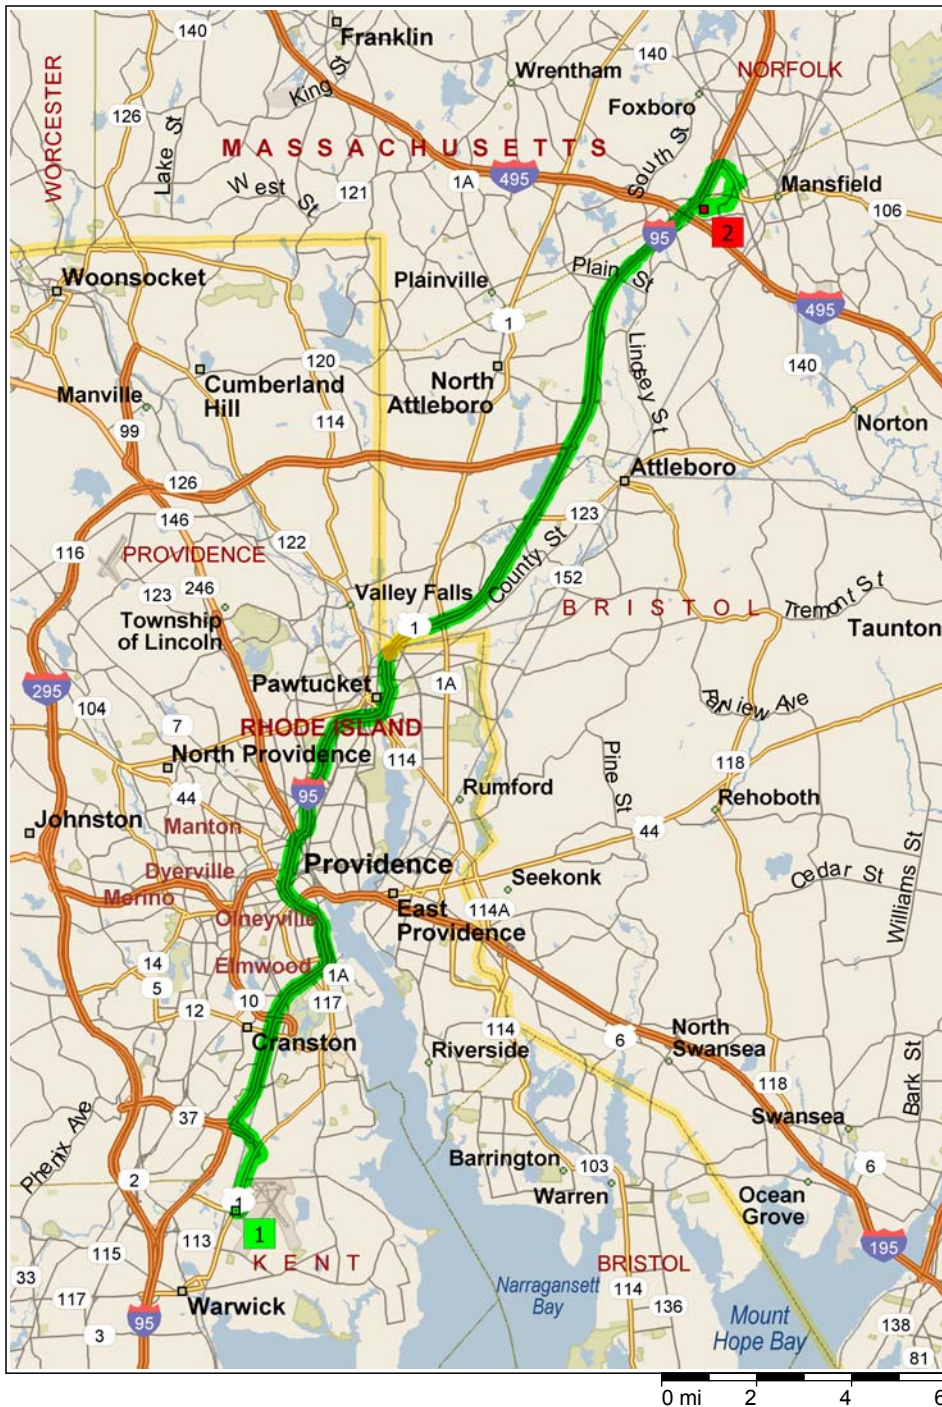 140
Franklin
140
WORCESTER
King St
Wrentham
NORFOLK
126
Foxboro
Lake St
MASSACHUSETTS
South St
West St
121
1A
495
Mansfield
106
95
2
Woonsocket
Plainville
Plain St
495
1
120
Lindsey St
140
Cumberland
Hill
North
Attleboro
Manville
114
Norton
99
Attleboro
126
146
123
116
PROVIDENCE
122
County St
152
123
246
Valley Falls
BRISTOL
Tremont St
Township
of Lincoln
1
Taunton
295
Pawtucket
1A
104
7
RHODE ISLAND
Fairview Ave
North Providence
114
Pine St
118
95
Rumford
Rehoboth
44
Johnston
Manton
44
Providence
Dyerville
Seekonk
Cedar St
Williams St
Merino
East
Providence
114A
Olneyville
14
Elmwood
1A
5
10
117
12
Cranston
114
6
North
Swansea
Riverside
118
Bark St
37
Swansea
Phenix Ave
Barrington
103
6
2
Warren
Ocean
Grove
1
1
113
195
115
KENT
BRISTOL
33
Narragansett
Bay
114
117
Warwick
136
Mount
Hope Bay
95
3
138
81
0 mi 2 4 6